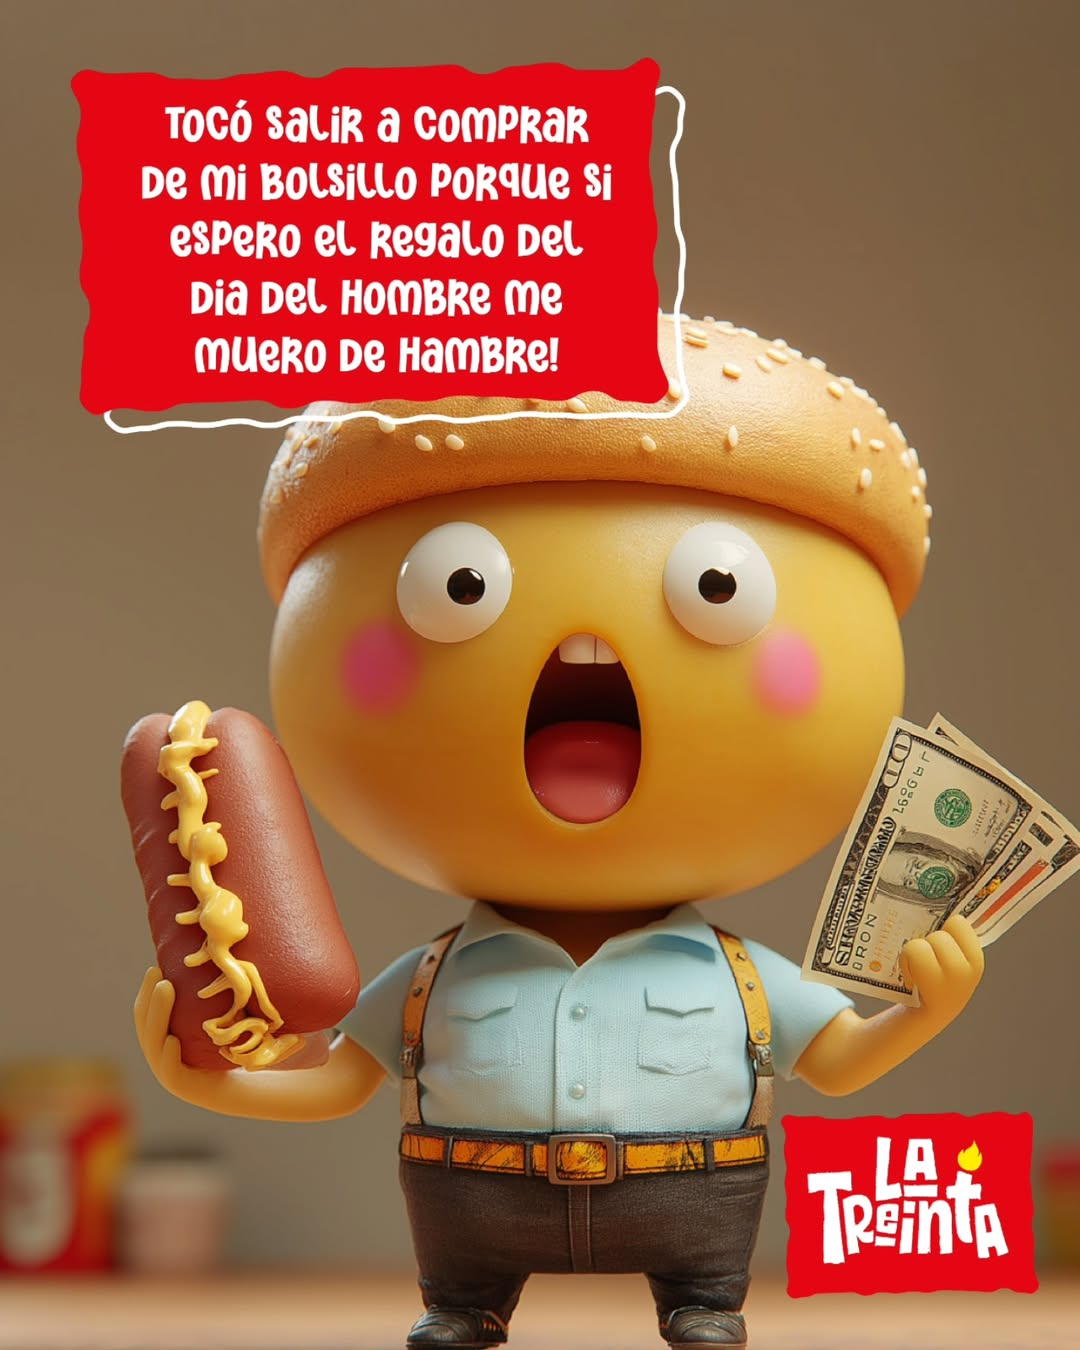 TOCÓ SALIR A COMPRAR
DE MI BOLSILLO PORQUE SI
ESPERO EL REGALO DEL
DIA DEL HOMBRE ME
MUERO DE HAMBRE!
LA
TREINTA